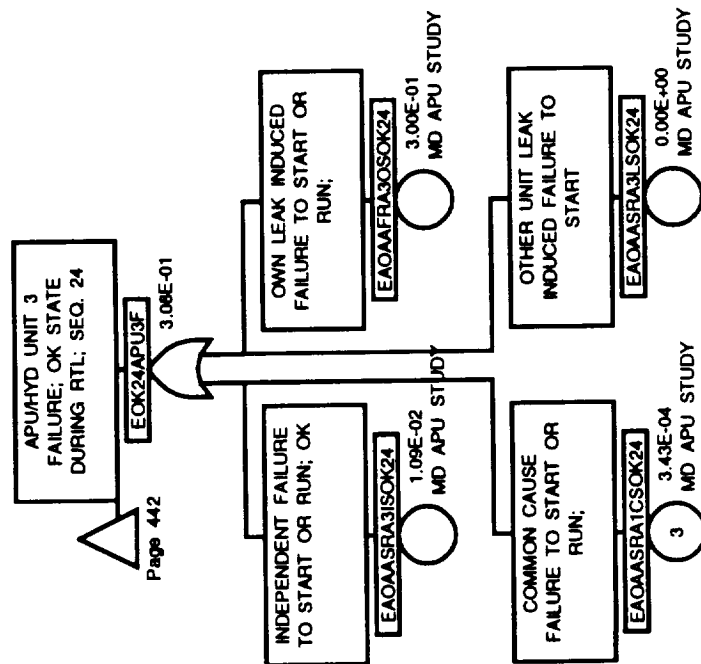 APU/HYD UNIT 3
FAILURE; OK STATE
DURING RTL; SEQ. 24
Page 442
EOK24APU3F
3.08E-01
INDEPENDENT FAILURE
TO START OR RUN; OK
EAOAASRA3ISOK24
1.09E-02
MD APU STUDY
OWN LEAK INDUCED
FAILURE TO START OR
RUN;
EAOAAFRA3OSOK24
3.00E-01
MD APU STUDY
COMMON CAUSE
FAILURE TO START OR
RUN;
EAOAASRA1CSOK24
3
3.43E-04
MD APU STUDY
OTHER UNIT LEAK
INDUCED FAILURE TO
START
EAOAASRA3LSOK24
0.00E+00
MD APU STUDY